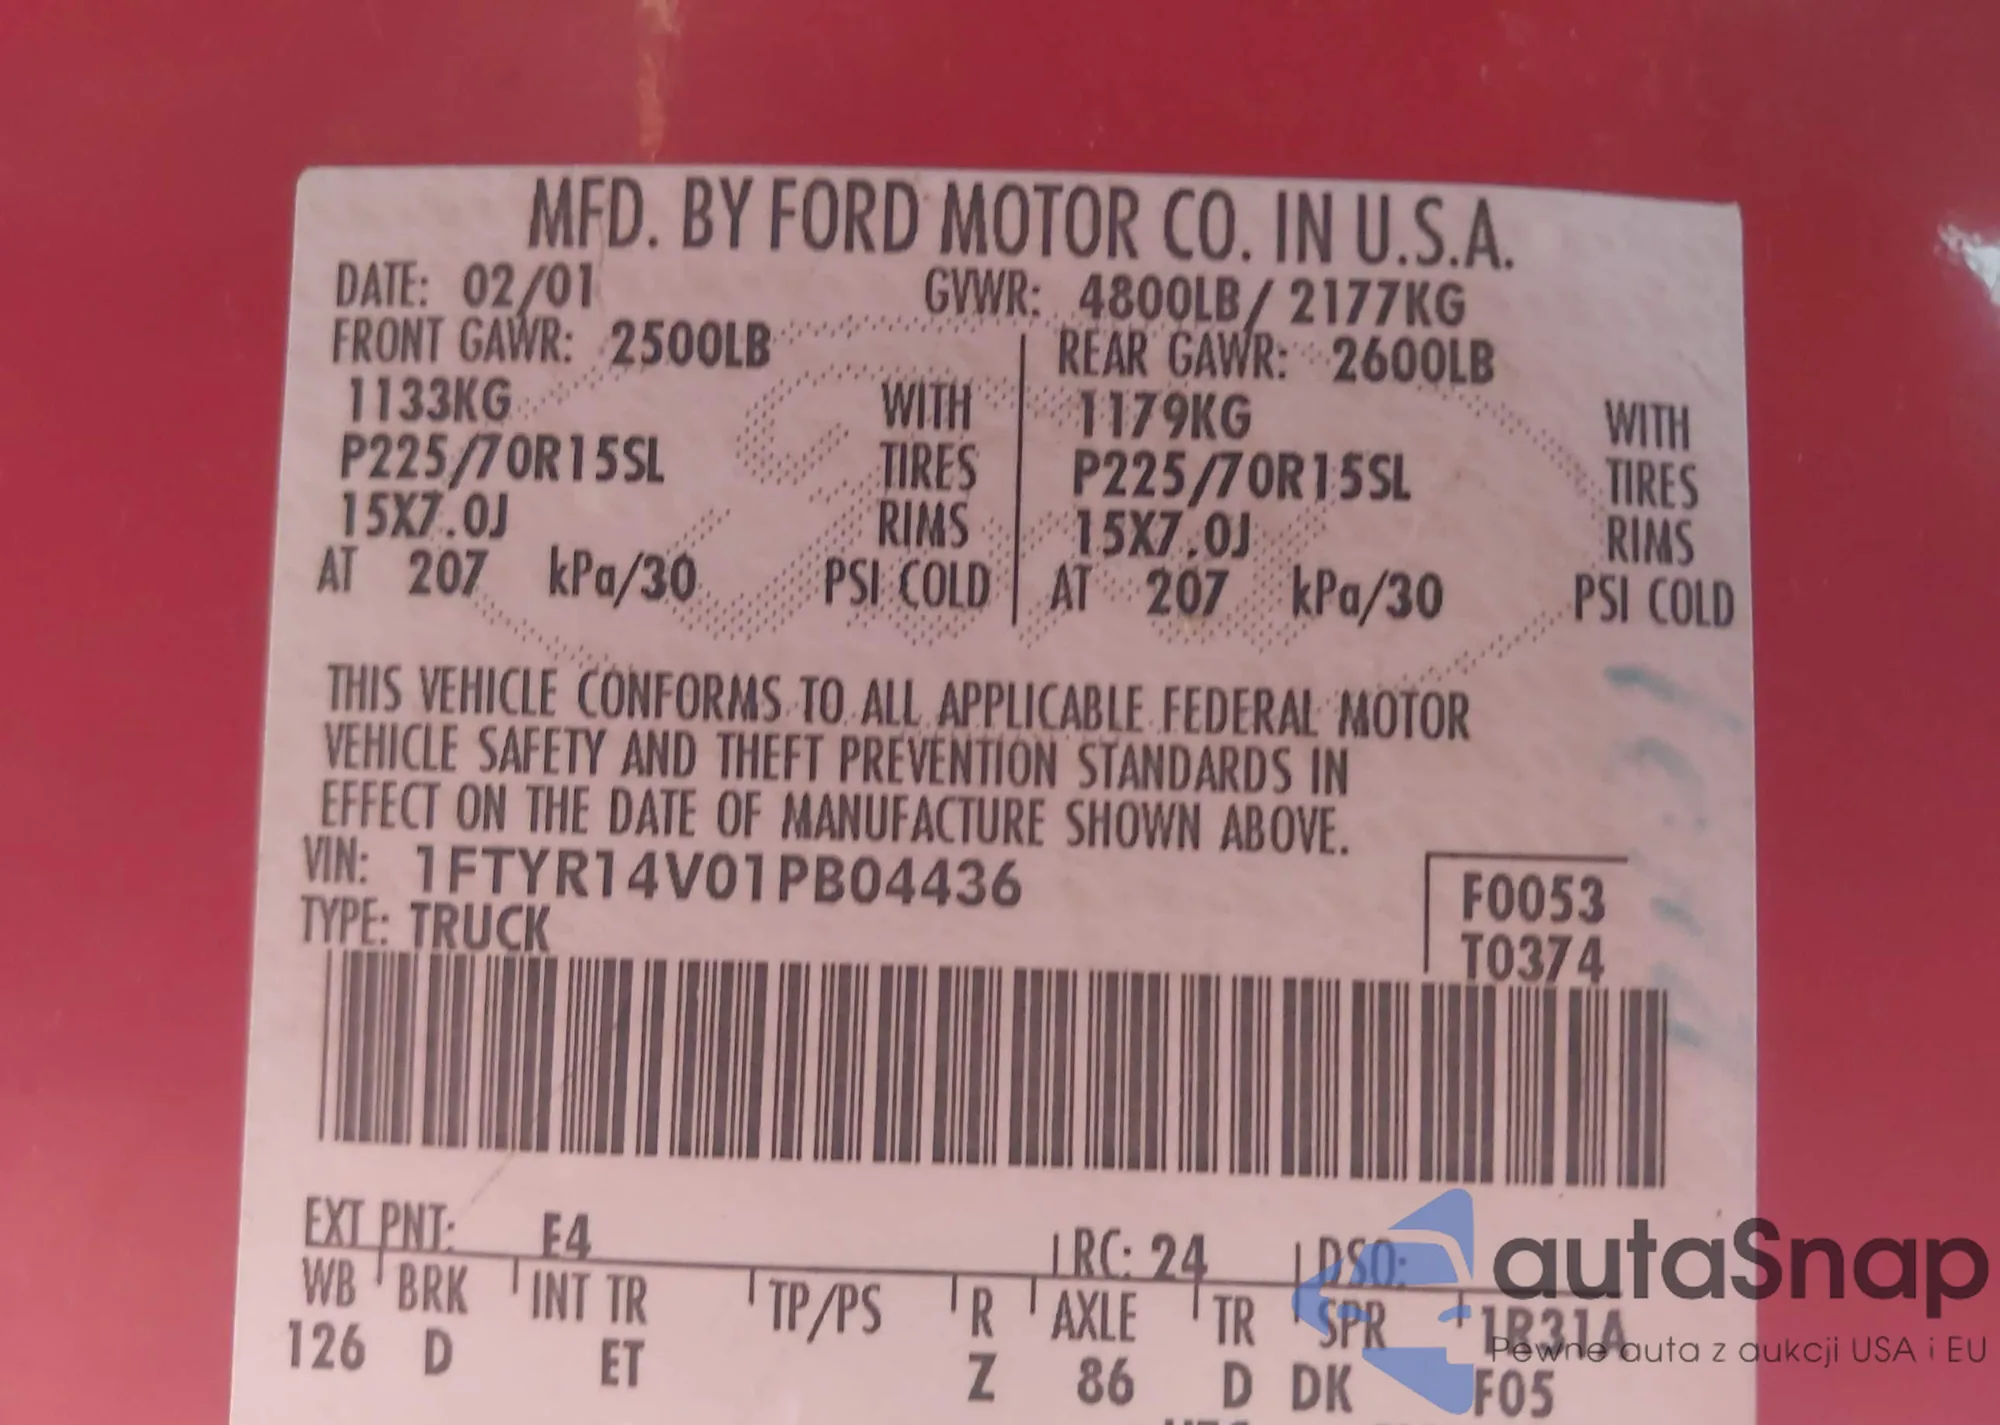 MFD. BY FORD MOTOR CO. IN U.S.A.
DATE: 02/01 GVWR: 4800LB/ 2177KG
FRONT GAWR: 2500LB REAR GAWR: 2600LB
1133KG WITH 1179KG WITH
P225/70R15SL TIRES P225/70R15SL TIRES
15X7.0J RIMS 15X7.0J RIMS
AT 207 kPa/30 PSI COLD AT 207 kPa/30 PSI COLD
THIS VEHICLE CONFORMS TO ALL APPLICABLE FEDERAL MOTOR
VEHICLE SAFETY AND THEFT PREVENTION STANDARDS IN
EFFECT ON THE DATE OF MANUFACTURE SHOWN ABOVE.
VIN: 1FTYR14V01PB04436
TYPE: TRUCK
F0053
T0374
EXT PNT: E4 RC: 24 DSO:
WB BRK INT TR TP/PS R AXLE TR SPR 1R31A
126 D ET Z 86 D DK F05
autaSnap
Pewne auta z aukcji USA i EU